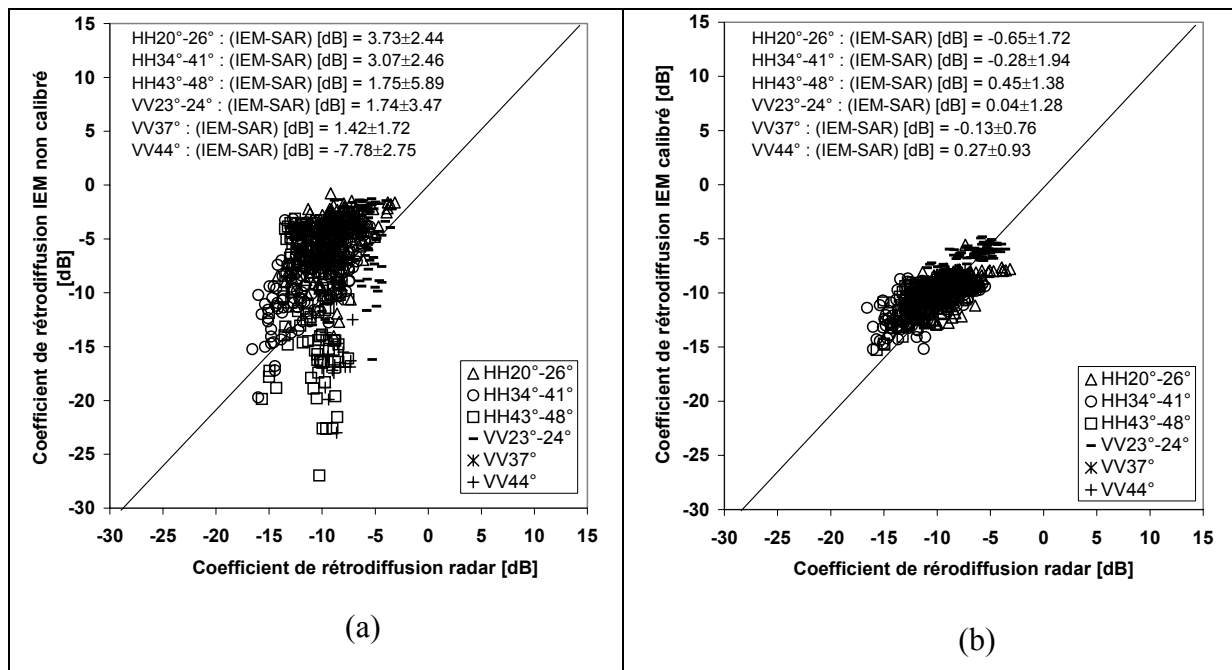 15
10
5
0
-5
-10
-15
-20
-25
-30
Coefficient de rétrodiffusion IEM non calibré
[dB]
HH20°-26° : (IEM-SAR) [dB] = 3.73±2.44
HH34°-41° : (IEM-SAR) [dB] = 3.07±2.46
HH43°-48° : (IEM-SAR) [dB] = 1.75±5.89
VV23°-24° : (IEM-SAR) [dB] = 1.74±3.47
VV37° : (IEM-SAR) [dB] = 1.42±1.72
VV44° : (IEM-SAR) [dB] = -7.78±2.75
HH20°-26°
HH34°-41°
HH43°-48°
VV23°-24°
VV37°
VV44°
-30 -25 -20 -15 -10 -5 0 5 10 15
Coefficient de rétrodiffusion radar [dB]
(a)
15
10
5
0
-5
-10
-15
-20
-25
-30
Coefficient de rétrodiffusion IEM calibré [dB]
HH20°-26° : (IEM-SAR) [dB] = -0.65±1.72
HH34°-41° : (IEM-SAR) [dB] = -0.28±1.94
HH43°-48° : (IEM-SAR) [dB] = 0.45±1.38
VV23°-24° : (IEM-SAR) [dB] = 0.04±1.28
VV37° : (IEM-SAR) [dB] = -0.13±0.76
VV44° : (IEM-SAR) [dB] = 0.27±0.93
HH20°-26°
HH34°-41°
HH43°-48°
VV23°-24°
VV37°
VV44°
-30 -25 -20 -15 -10 -5 0 5 10 15
Coefficient de rérodiffusion radar [dB]
(b)